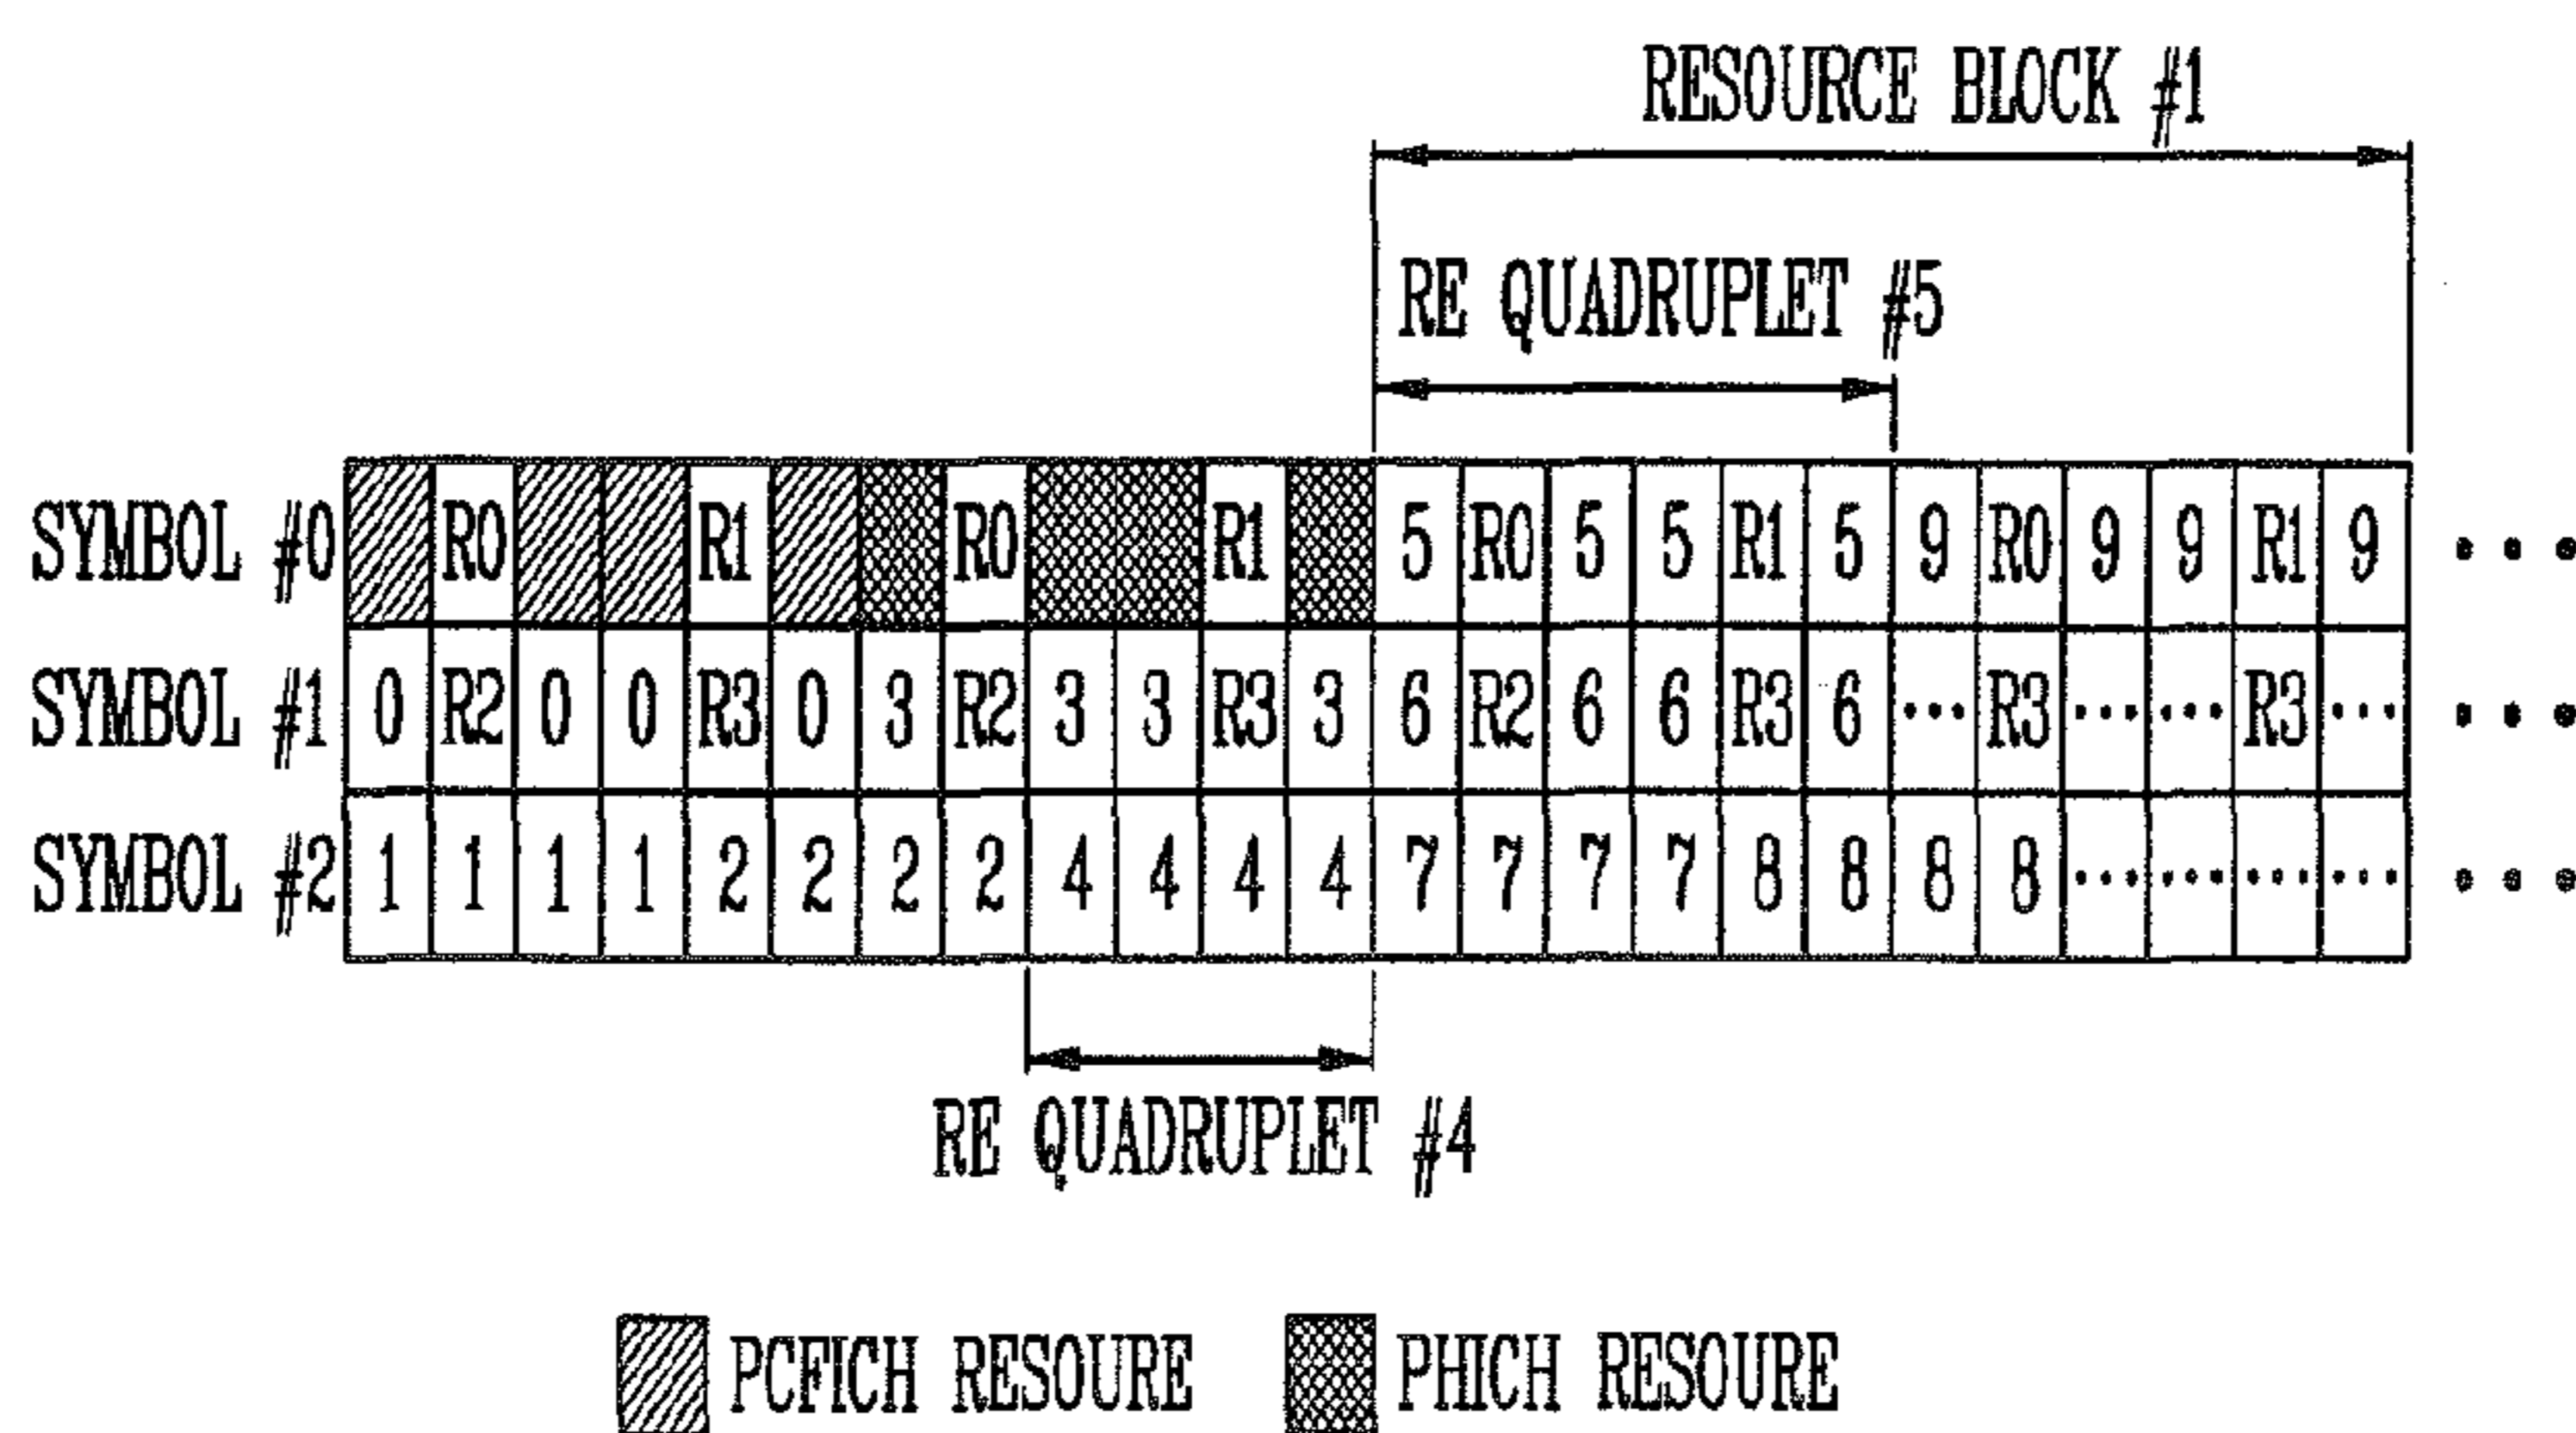 RESOURCE BLOCK #1
RE QUADRUPLET #5
SYMBOL #0 R0 R1 R0 R1 5 R0 5 5 R1 5 9 R0 9 9 R1 9 • • •
SYMBOL #1 0 R2 0 0 R3 0 3 R2 3 3 R3 3 6 R2 6 6 R3 6 ••• R3 ••• ••• R3 ••• • • •
SYMBOL #2 1 1 1 1 2 2 2 2 4 4 4 4 7 7 7 7 8 8 8 8 ••• ••• ••• ••• • • •
RE QUADRUPLET #4
PCFICH RESOURE PHICH RESOURE